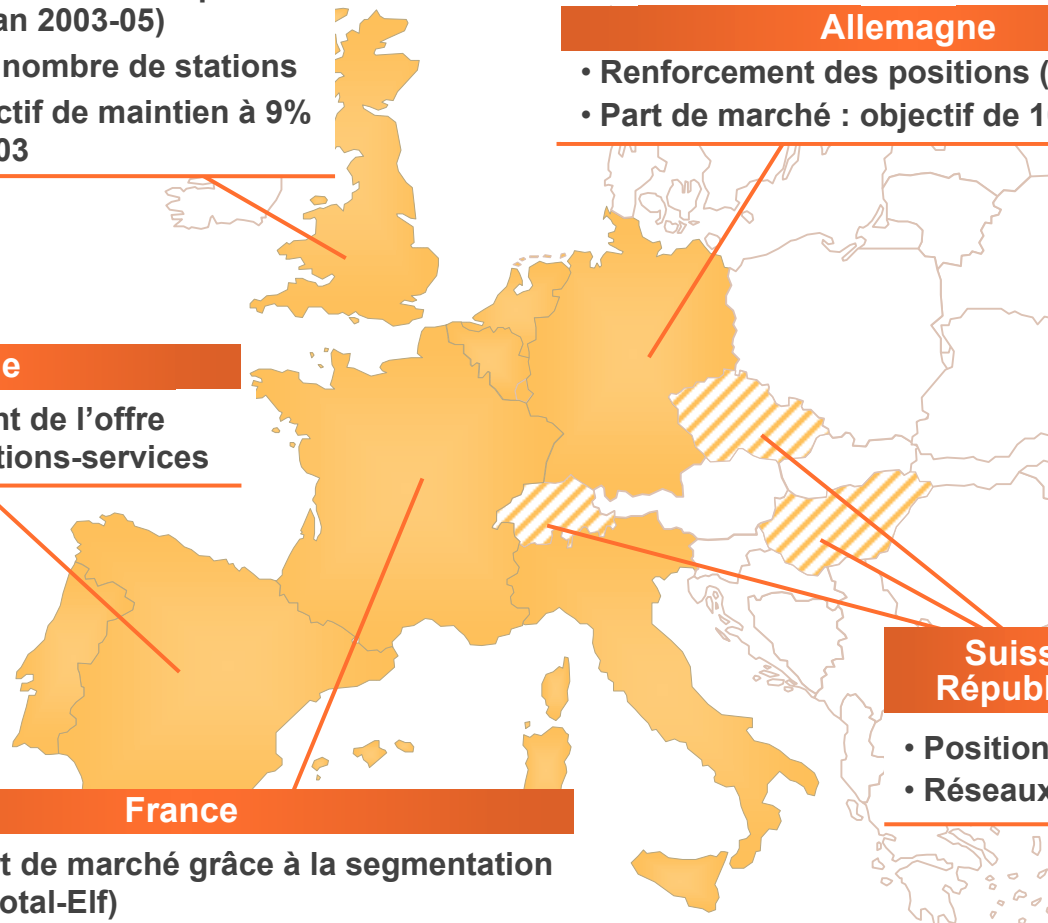 an 2003-05)
nombre de stations
ctif de maintien à 9%
03
Allemagne
• Renforcement des positions (
• Part de marché : objectif de 1
e
nt de l’offre
tions-services
Suiss
Républ
• Position
• Réseaux
France
t de marché grâce à la segmentation
otal-Elf)